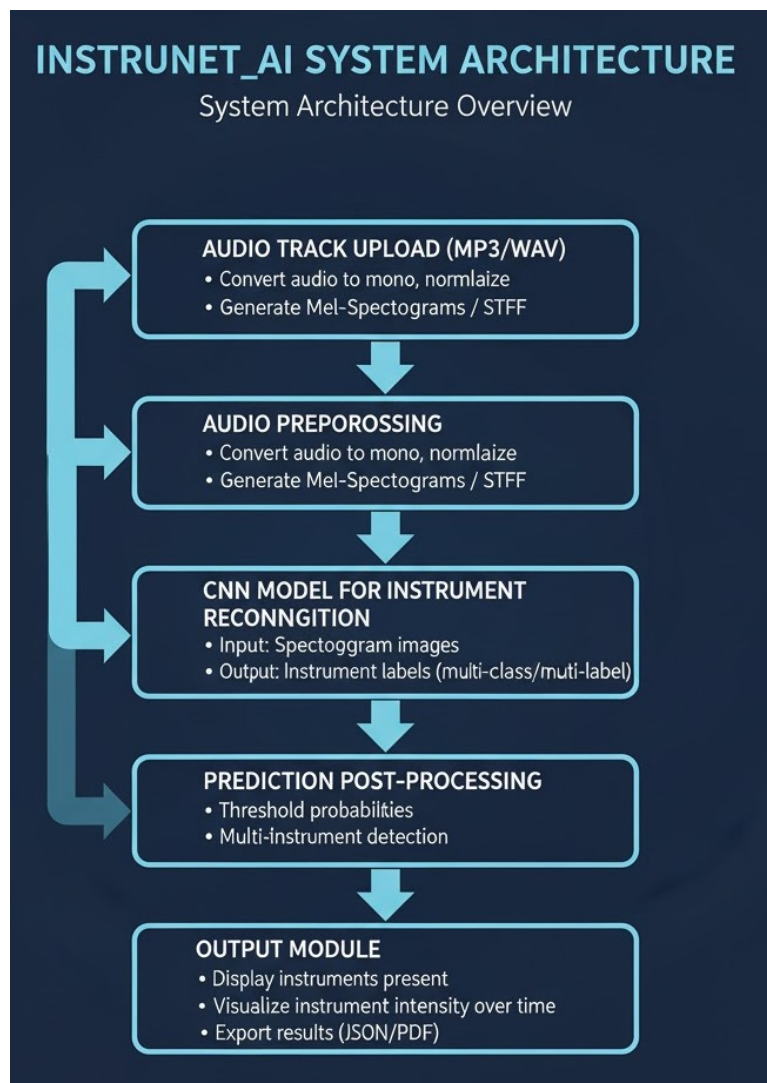 INSTRUNET_AI SYSTEM ARCHITECTURE
System Architecture Overview
AUDIO TRACK UPLOAD (MP3/WAV)
• Convert audio to mono, normlaize
• Generate Mel-Spectograms / STFF
AUDIO PREPOROSSING
• Convert audio to mono, normlaize
• Generate Mel-Spectograms / STFF
CNN MODEL FOR INSTRUMENT
RECONNGITION
• Input: Spectoggram images
• Output: Instrument labels (multi-class/muti-label)
PREDICTION POST-PROCESSING
• Threshold probabilities
• Multi-instrument detection
OUTPUT MODULE
• Display instruments present
• Visualize instrument intensity over time
• Export results (JSON/PDF)